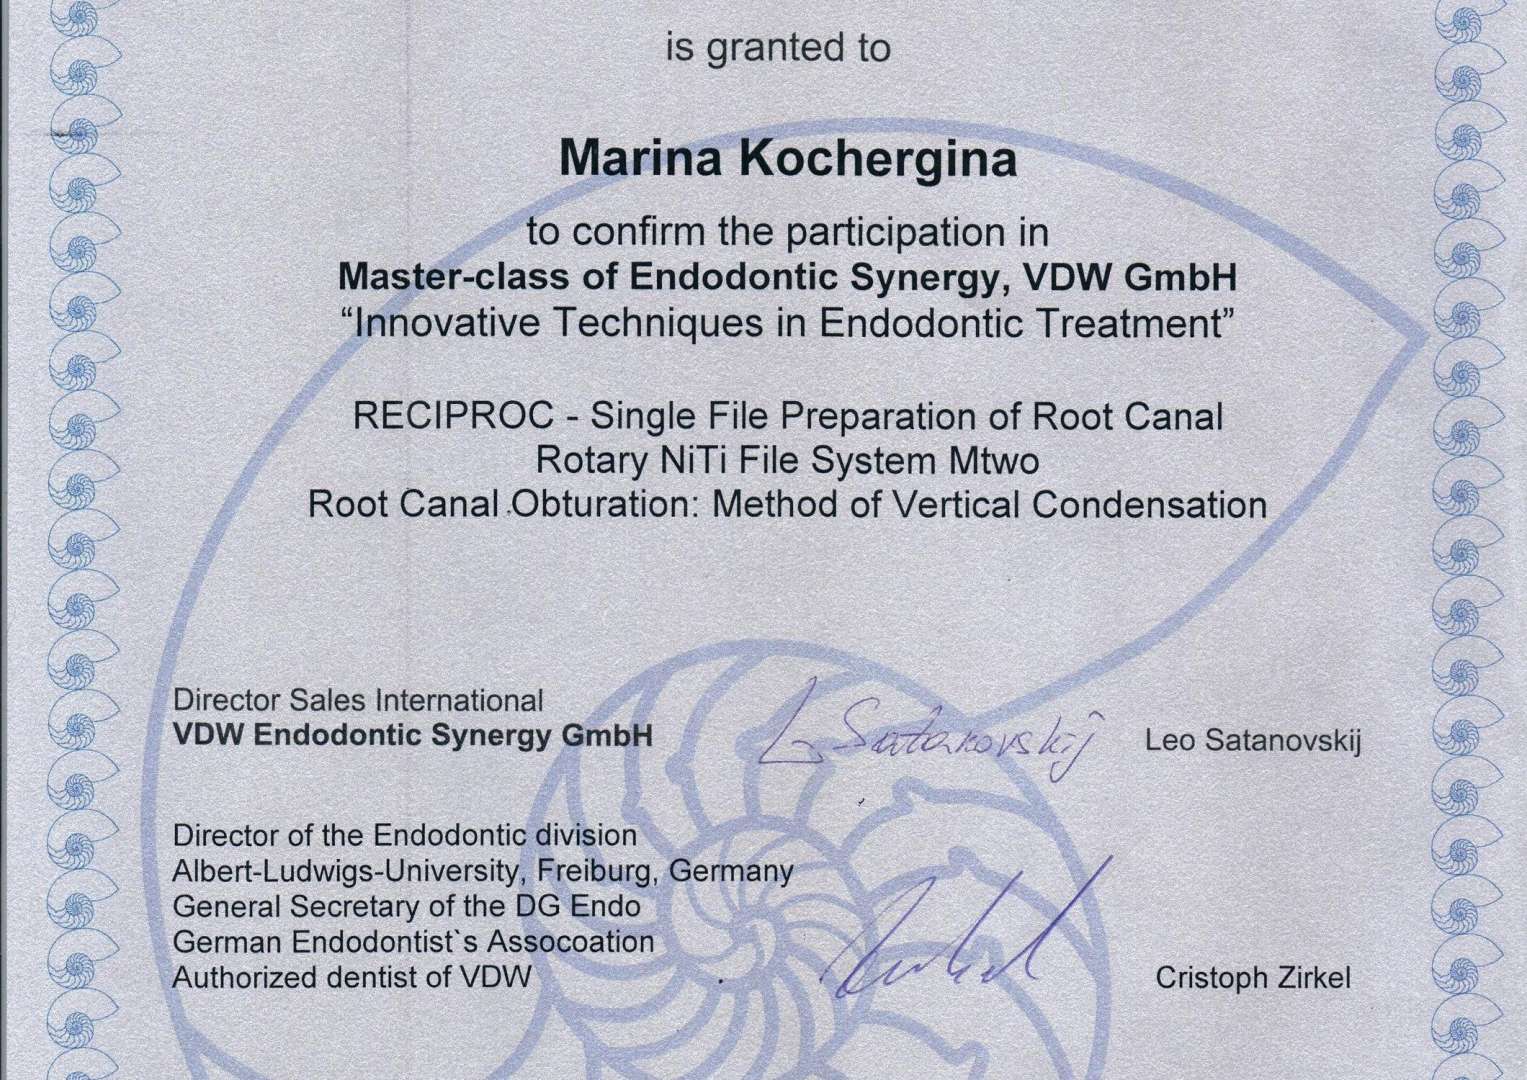 is granted to
Marina Kochergina
to confirm the participation in
Master-class of Endodontic Synergy, VDW GmbH
“Innovative Techniques in Endodontic Treatment”
RECIPROC - Single File Preparation of Root Canal
Rotary NiTi File System Mtwo
Root Canal Obturation: Method of Vertical Condensation
Director Sales International
VDW Endodontic Synergy GmbH
L Satanovskij
Leo Satanovskij
Director of the Endodontic division
Albert-Ludwigs-University, Freiburg, Germany
General Secretary of the DG Endo
German Endodontist`s Assocoation
Authorized dentist of VDW
Cristoph Zirkel